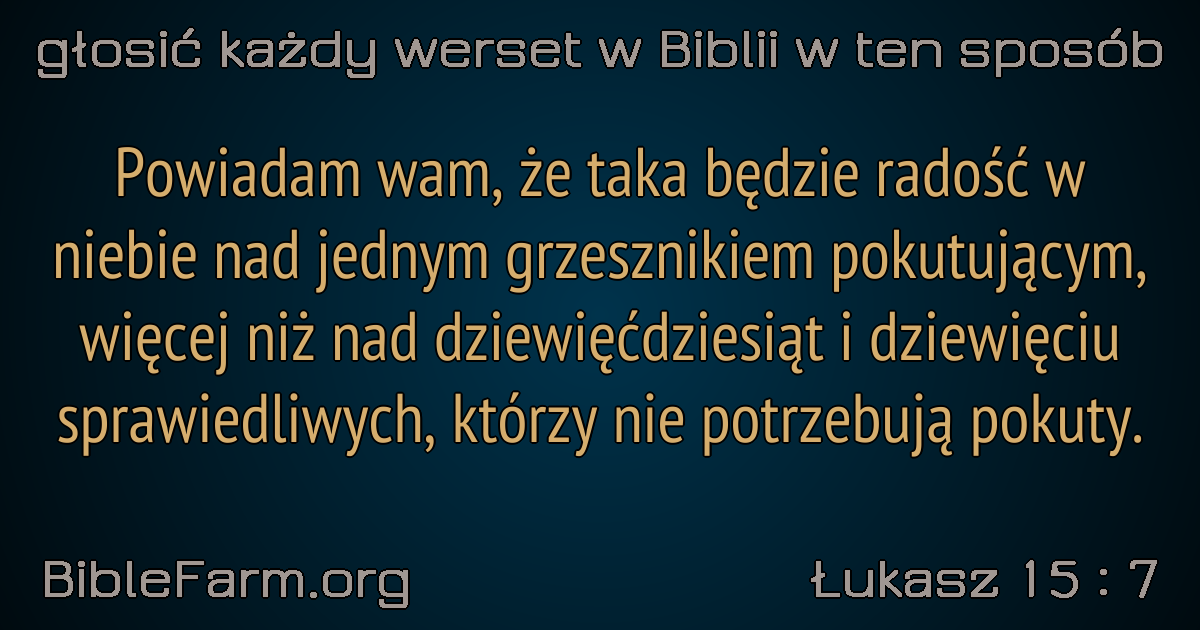 głosić każdy werset w Biblii w ten sposób
Powiadam wam, że taka będzie radość w
niebie nad jednym grzesznikiem pokutującym,
więcej niż nad dziewięćdziesiąt i dziewięciu
sprawiedliwych, którzy nie potrzebują pokuty.
BibleFarm.org
Łukasz 15 : 7